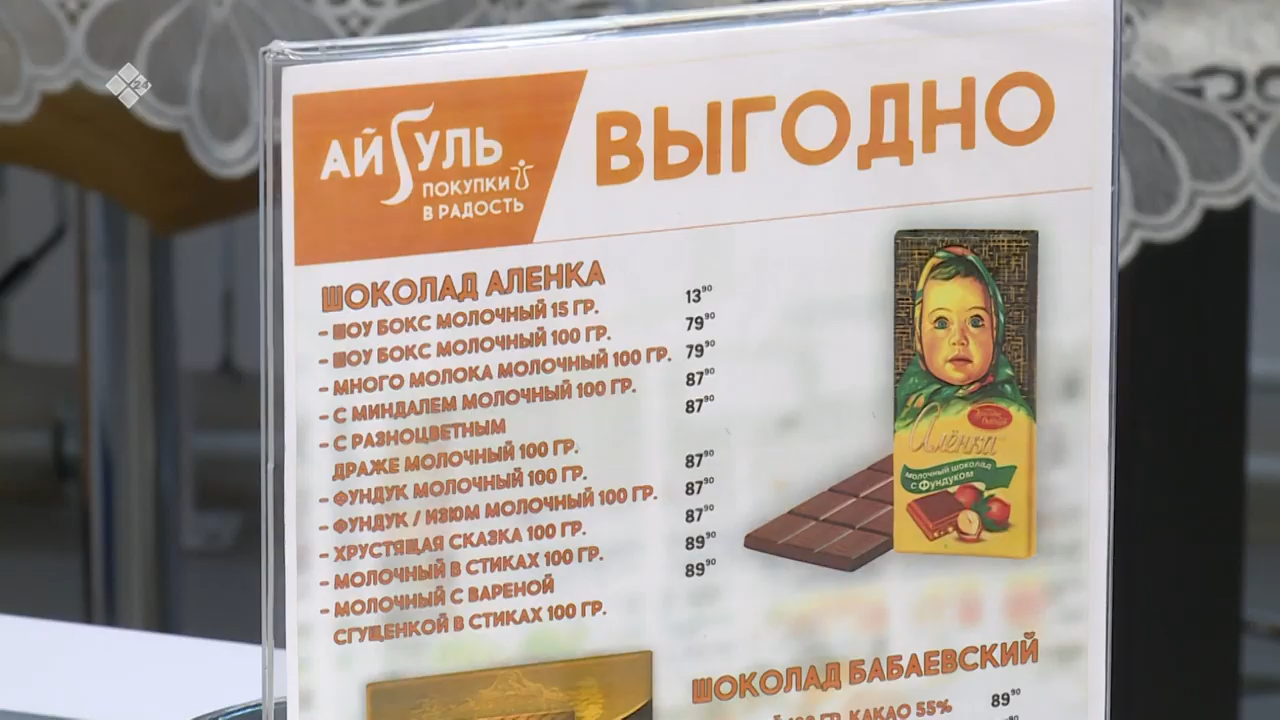 Х24
АЙГУЛЬ
ПОКУПКИ
В РАДОСТЬ
ВЫГОДНО
ШОКОЛАД АЛЕНКА
- ШОУ БОКС МОЛОЧНЫЙ 15 ГР. 13⁹⁰
- ШОУ БОКС МОЛОЧНЫЙ 100 ГР. 79⁹⁰
- МНОГО МОЛОКА МОЛОЧНЫЙ 100 ГР. 79⁹⁰
- С МИНДАЛЕМ МОЛОЧНЫЙ 100 ГР. 87⁹⁰
- С РАЗНОЦВЕТНЫМ 87⁹⁰
ДРАЖЕ МОЛОЧНЫЙ 100 ГР.
- ФУНДУК МОЛОЧНЫЙ 100 ГР. 87⁹⁰
- ФУНДУК / ИЗЮМ МОЛОЧНЫЙ 100 ГР. 87⁹⁰
- ХРУСТЯЩАЯ СКАЗКА 100 ГР. 87⁹⁰
- МОЛОЧНЫЙ В СТИКАХ 100 ГР. 89⁹⁰
- МОЛОЧНЫЙ С ВАРЕНОЙ 89⁹⁰
СГУЩЕНКОЙ В СТИКАХ 100 ГР.
Алёнка
МОЛОЧНЫЙ ШОКОЛАД
С ФУНДУКОМ
ШОКОЛАД БАБАЕВСКИЙ
100 ГР. КАКАО 55% 89⁹⁰